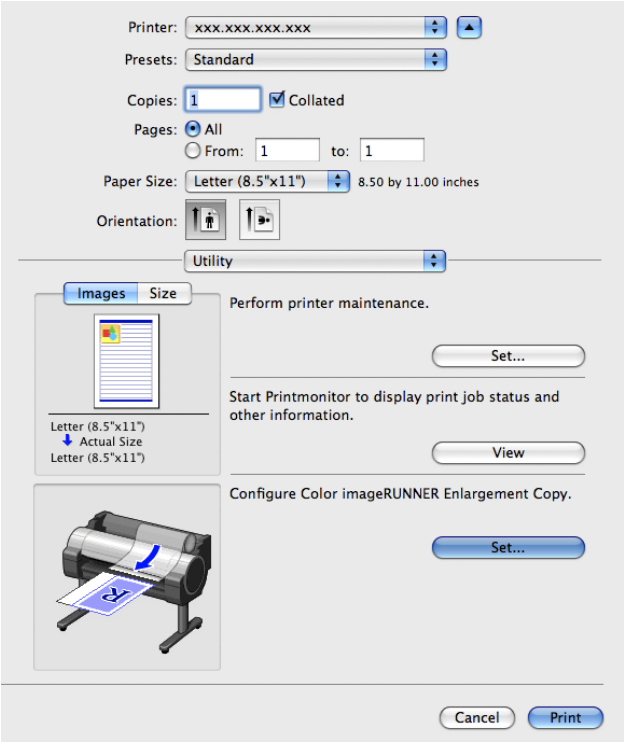 Printer: xxx.xxx.xxx.xxx
Presets: Standard
Copies: 1 Collated
Pages: All
From: 1 to: 1
Paper Size: Letter (8.5"x11") 8.50 by 11.00 inches
Orientation:
Utility
Images Size
Letter (8.5"x11")
Actual Size
Letter (8.5"x11")
Perform printer maintenance.
Set...
Start Printmonitor to display print job status and
other information.
View
Configure Color imageRUNNER Enlargement Copy.
Set...
R
Cancel Print